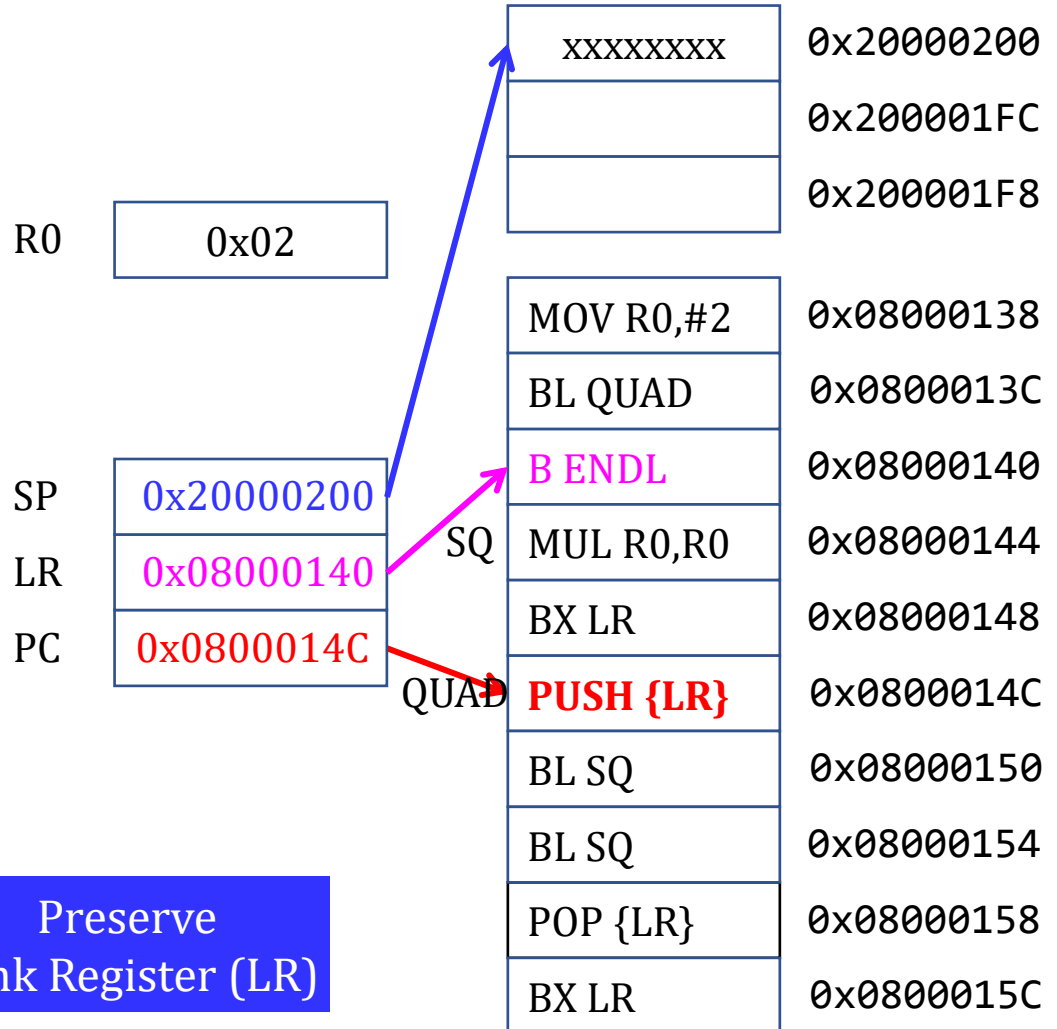 xxxxxxxx 0x20000200
0x200001FC
0x200001F8
R0 0x02
MOV R0,#2 0x08000138
BL QUAD 0x0800013C
B ENDL 0x08000140
SP 0x20000200
SQ MUL R0,R0 0x08000144
LR 0x08000140
BX LR 0x08000148
PC 0x0800014C
QUAD PUSH {LR} 0x0800014C
BL SQ 0x08000150
BL SQ 0x08000154
Preserve
POP {LR} 0x08000158
nk Register (LR)
BX LR 0x0800015C